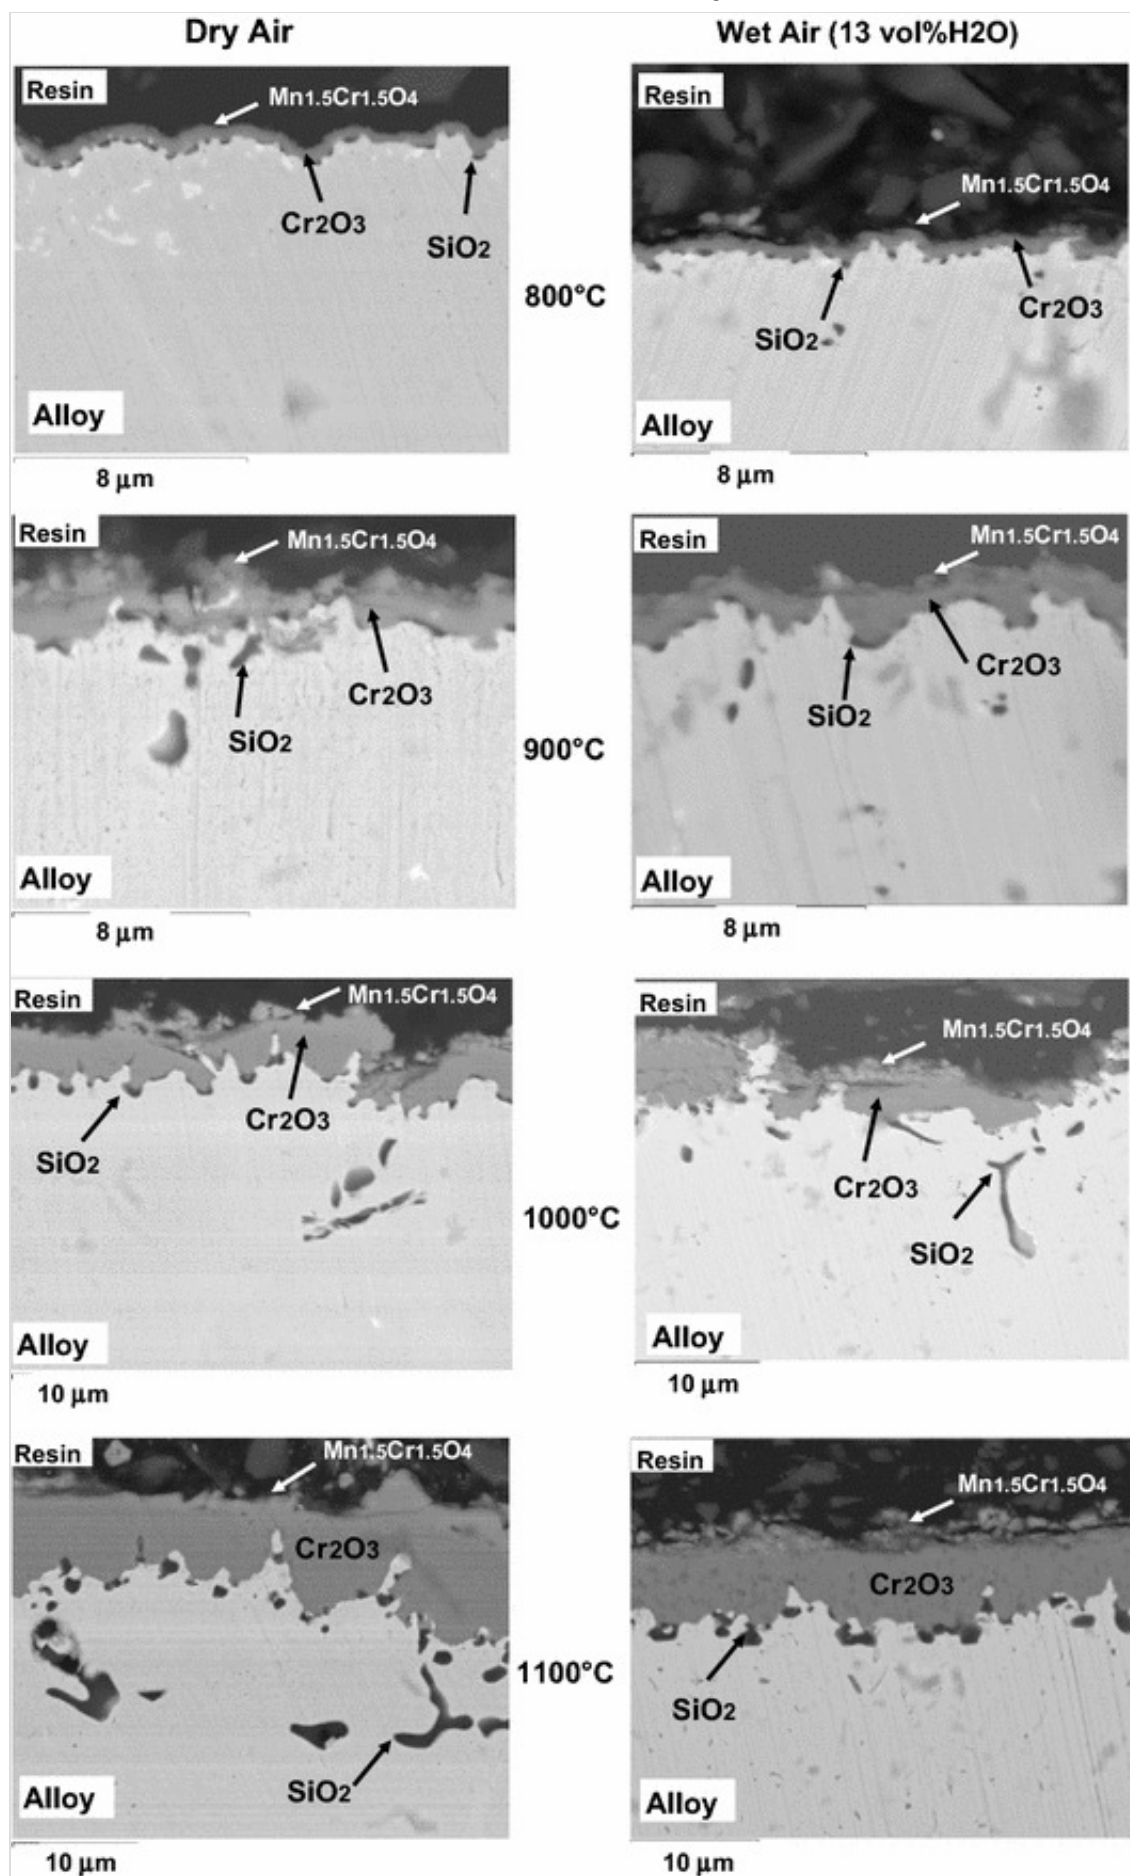 Dry Air
Wet Air (13 vol%H2O)
Resin
Mn1.5Cr1.5O4
Cr2O3
SiO2
Alloy
8 μm
800°C
Resin
Mn1.5Cr1.5O4
SiO2
Cr2O3
Alloy
8 μm
Resin
Mn1.5Cr1.5O4
Cr2O3
SiO2
Alloy
8 μm
900°C
Resin
Mn1.5Cr1.5O4
Cr2O3
SiO2
Alloy
8 μm
Resin
Mn1.5Cr1.5O4
Cr2O3
SiO2
Alloy
10 μm
1000°C
Resin
Mn1.5Cr1.5O4
Cr2O3
SiO2
Alloy
10 μm
Resin
Mn1.5Cr1.5O4
Cr2O3
SiO2
Alloy
10 μm
1100°C
Resin
Mn1.5Cr1.5O4
Cr2O3
SiO2
Alloy
10 μm